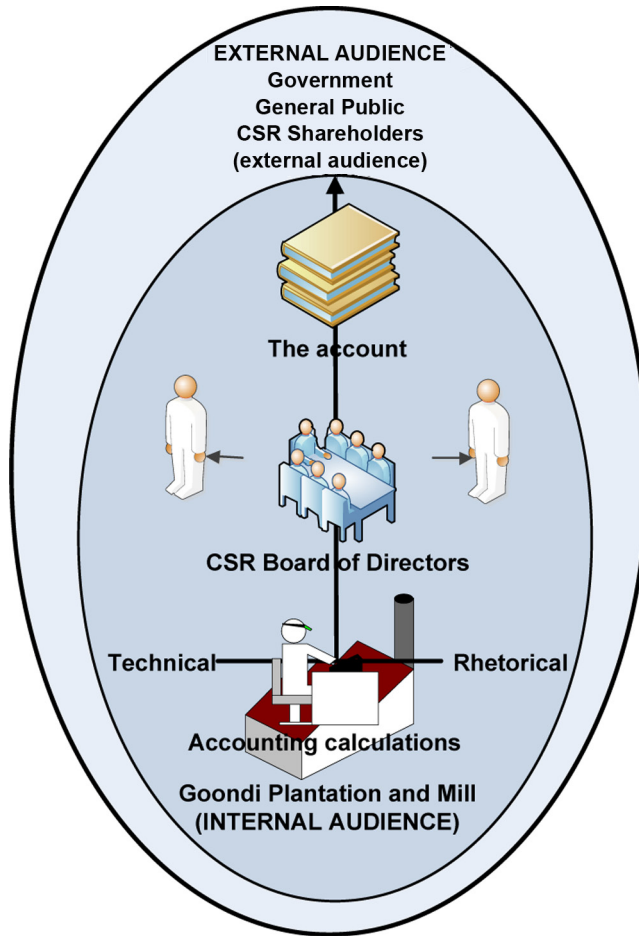 EXTERNAL AUDIENCE
Government
General Public
CSR Shareholders
(external audience)
The account
CSR Board of Directors
Technical
Rhetorical
Accounting calculations
Goondi Plantation and Mill
(INTERNAL AUDIENCE)